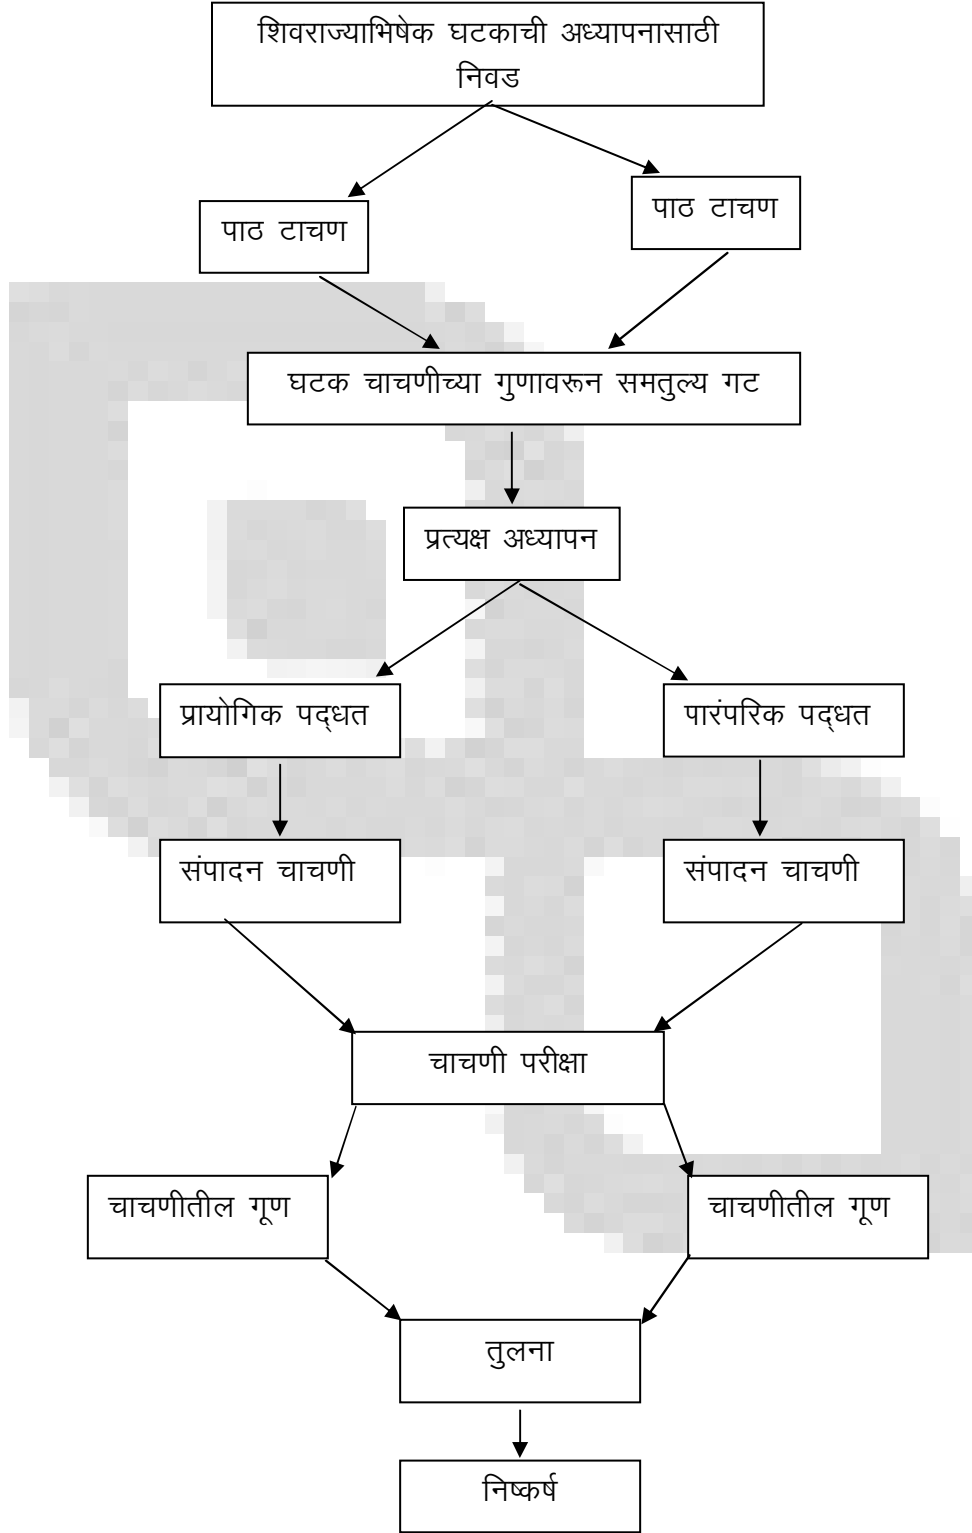 शिवराज्याभिषेक घटकाची अध्यापनासाठी
निवड
पाठ टाचण
पाठ टाचण
घटक चाचणीच्या गुणावरून समतुल्य गट
प्रत्यक्ष अध्यापन
प्रायोगिक पद्धत
पारंपरिक पद्धत
संपादन चाचणी
संपादन चाचणी
चाचणी परीक्षा
चाचणीतील गूण
चाचणीतील गूण
तुलना
निष्कर्ष